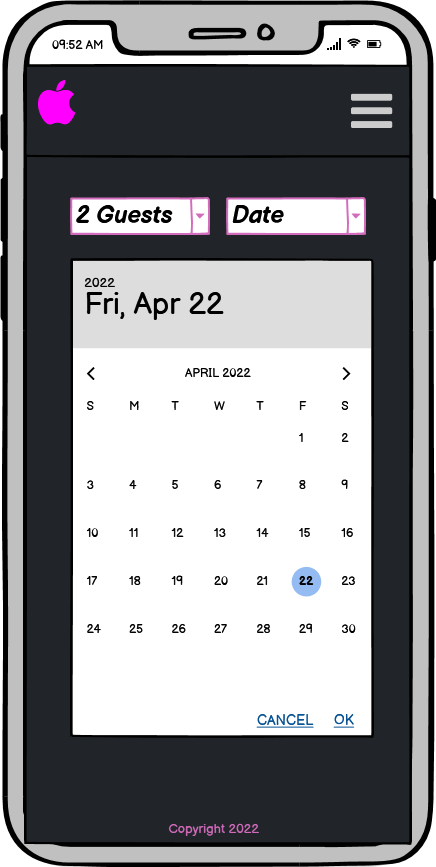 09:52 AM
2 Guests Date
2022
Fri, Apr 22
APRIL 2022
S M T W T F S
1 2
3 4 5 6 7 8 9
10 11 12 13 14 15 16
17 18 19 20 21 22 23
24 25 26 27 28 29 30
CANCEL OK
Copyright 2022